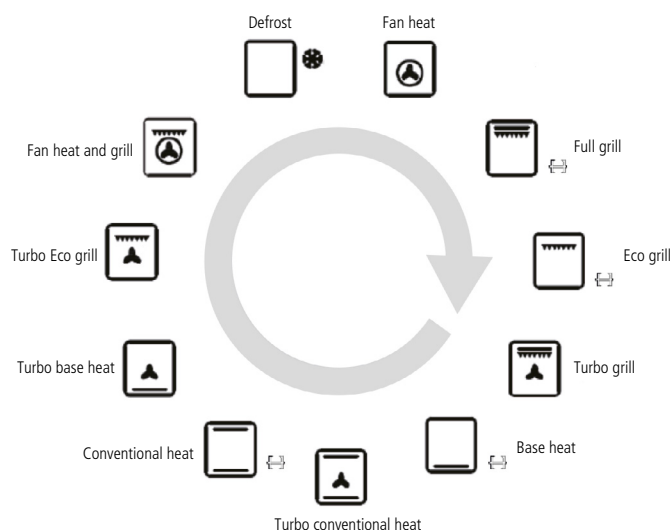 Defrost
Fan heat
Fan heat and grill
Full grill
Turbo Eco grill
Eco grill
Turbo base heat
Turbo grill
Conventional heat
Base heat
Turbo conventional heat